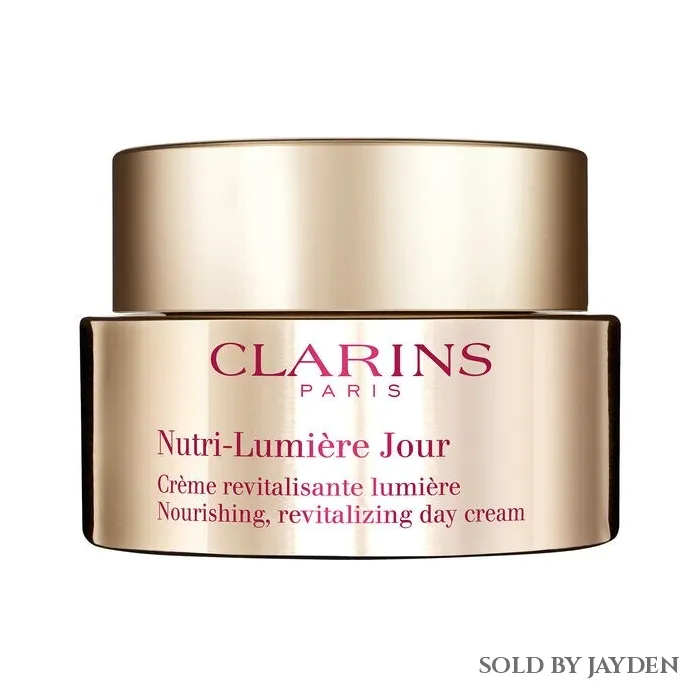 CLARINS
PARIS
Nutri-Lumière Jour
Crème revitalisante lumière
Nourishing, revitalizing day cream
SOLD BY JAYDEN